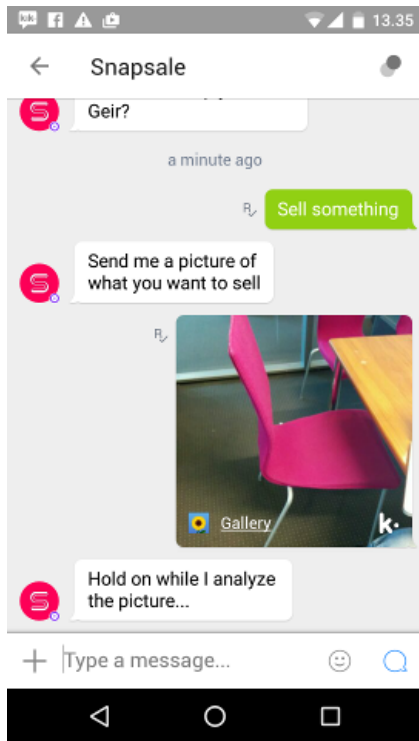 kik
13.35
Snapsale
Geir?
a minute ago
R
Sell something
Send me a picture of
what you want to sell
R
Gallery
k·
Hold on while I analyze
the picture...
Type a message...